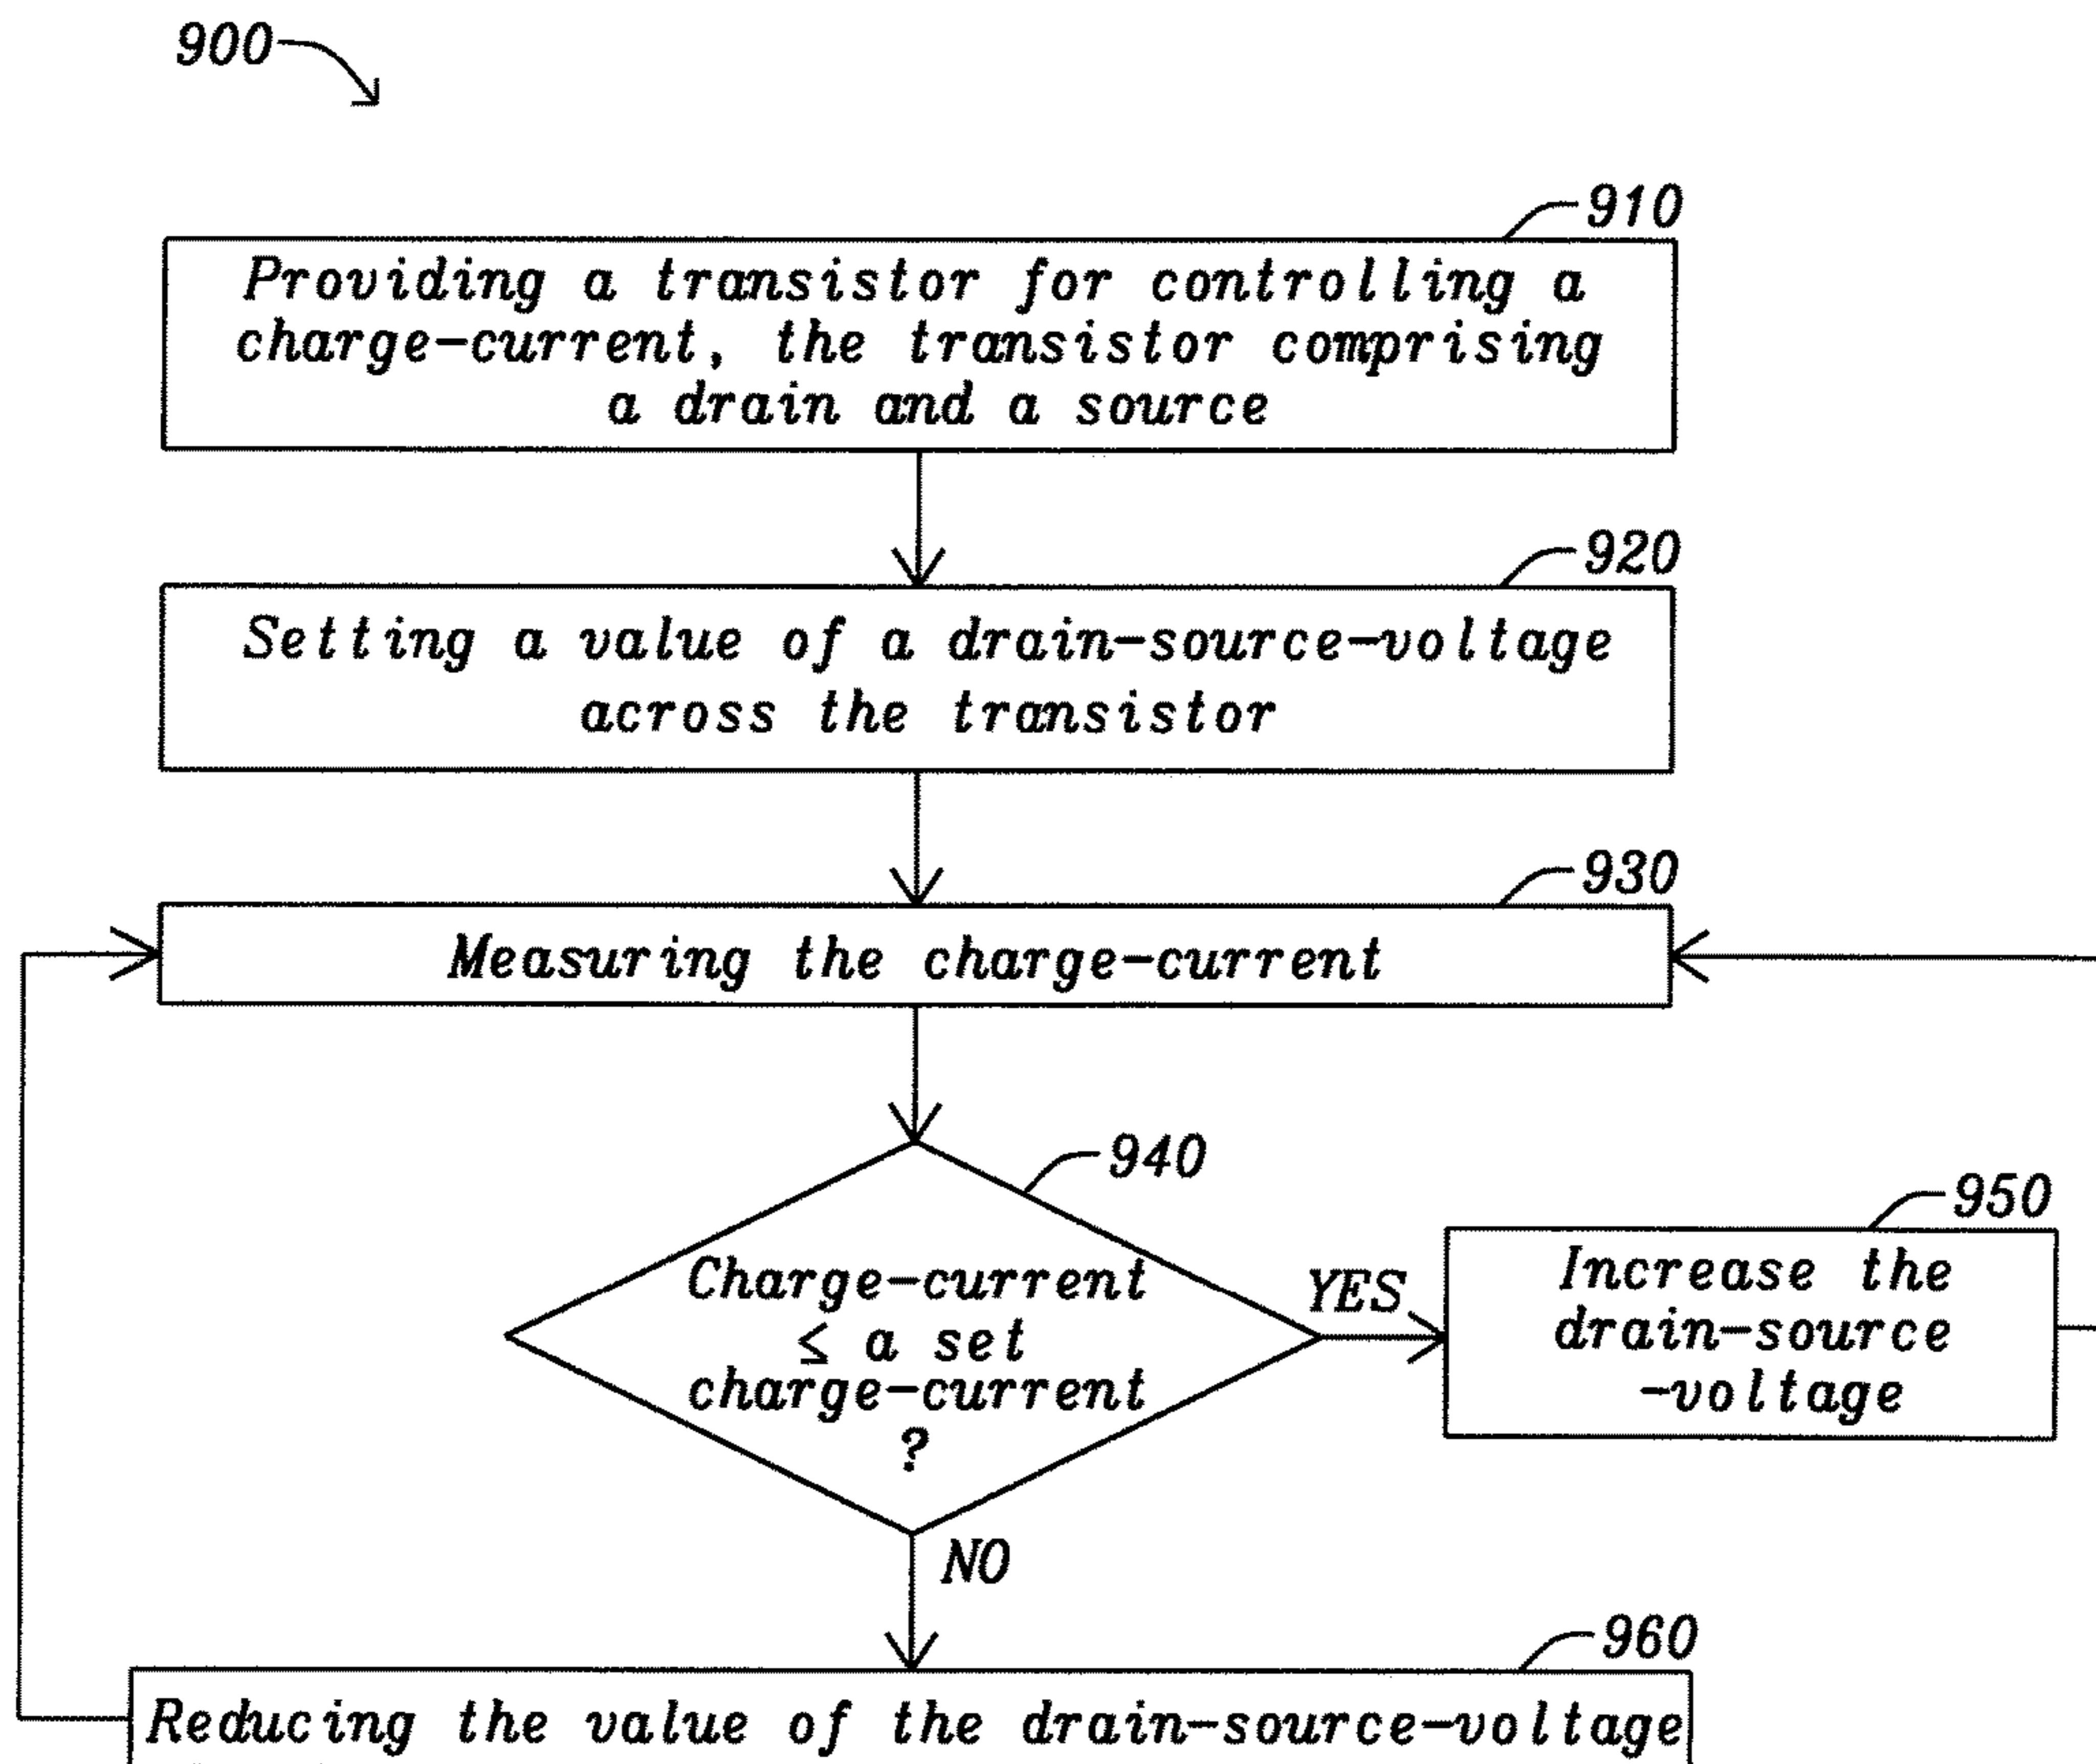 900
910
Providing a transistor for controlling a
charge-current, the transistor comprising
a drain and a source
920
Setting a value of a drain-source-voltage
across the transistor
930
Measuring the charge-current
940
Charge-current
≤ a set
charge-current
?
YES
950
Increase the
drain-source
-voltage
NO
960
Reducing the value of the drain-source-voltage